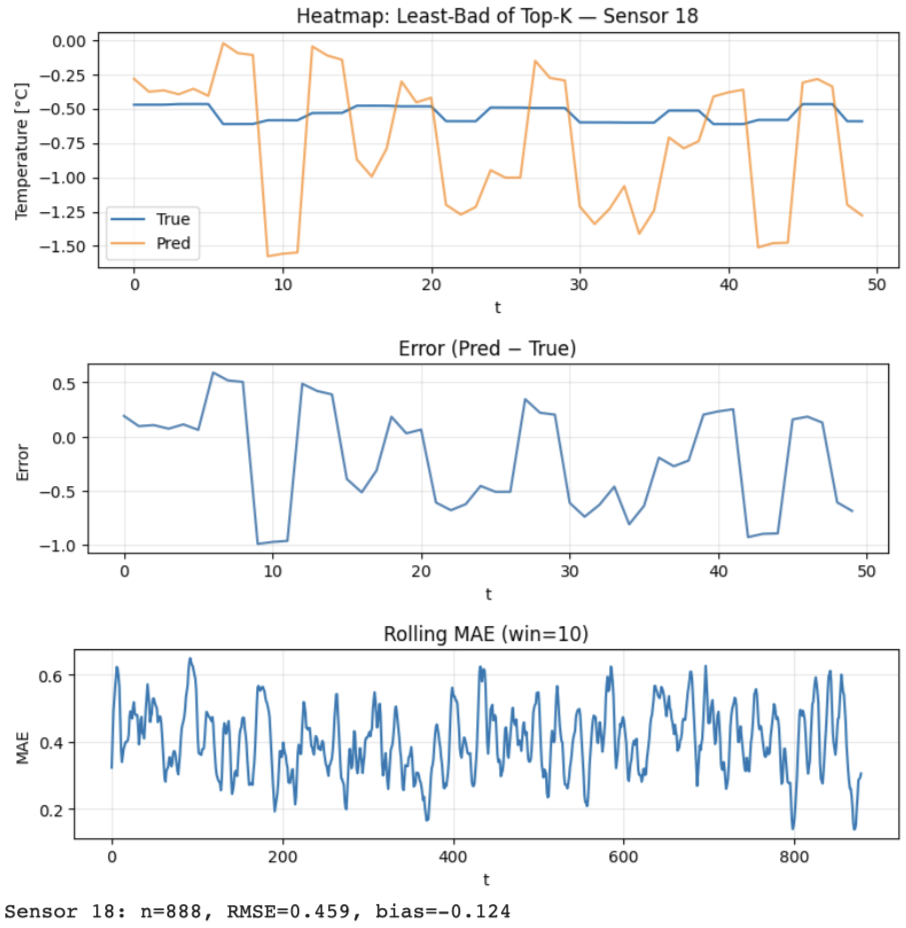 Heatmap: Least-Bad of Top-K — Sensor 18
Temperature [°C]
0.00
−0.25
−0.50
−0.75
−1.00
−1.25
−1.50
True
Pred
0 10 20 30 40 50
t
Error (Pred − True)
Error
0.5
0.0
−0.5
−1.0
0 10 20 30 40 50
t
Rolling MAE (win=10)
MAE
0.6
0.4
0.2
0 200 400 600 800
t
Sensor 18: n=888, RMSE=0.459, bias=-0.124